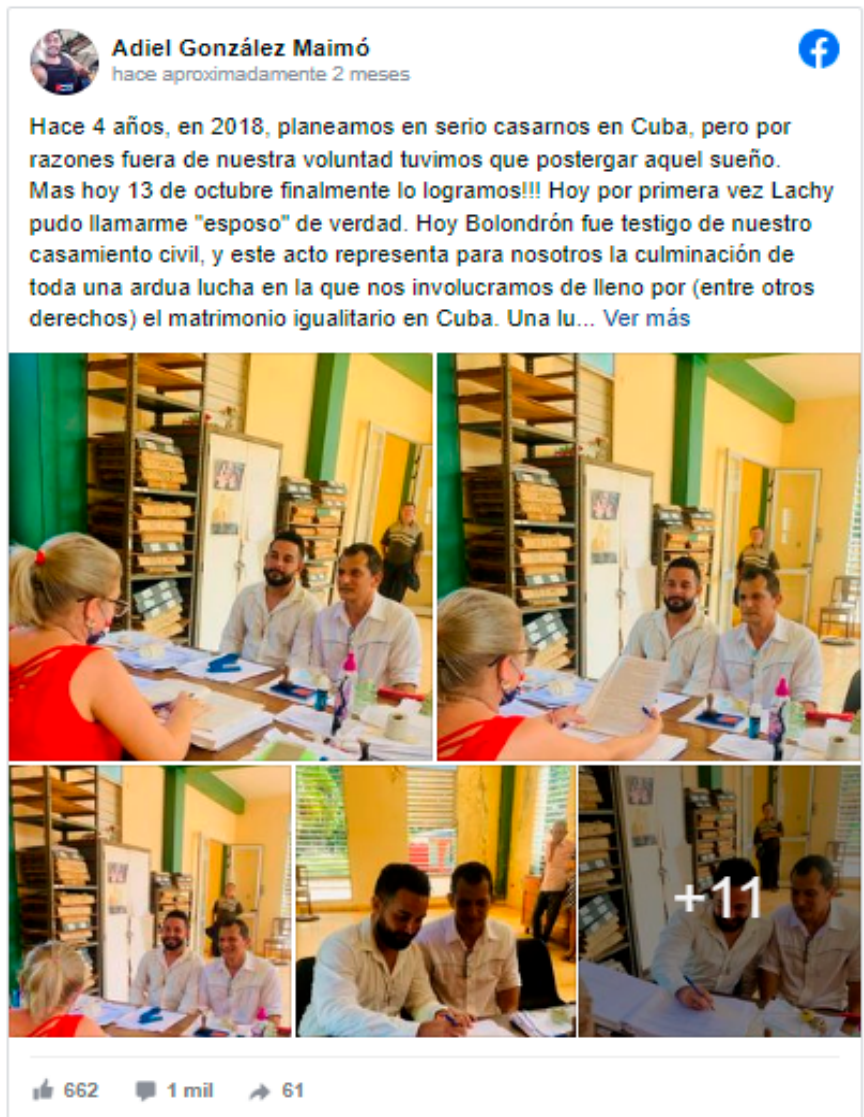 Adiel González Maimó
hace aproximadamente 2 meses
Hace 4 años, en 2018, planeamos en serio casarnos en Cuba, pero por
razones fuera de nuestra voluntad tuvimos que postergar aquel sueño.
Mas hoy 13 de octubre finalmente lo logramos!!! Hoy por primera vez Lachy
pudo llamarme "esposo" de verdad. Hoy Bolondrón fue testigo de nuestro
casamiento civil, y este acto representa para nosotros la culminación de
toda una ardua lucha en la que nos involucramos de lleno por (entre otros
derechos) el matrimonio igualitario en Cuba. Una lu... Ver más
+11
662 1 mil 61